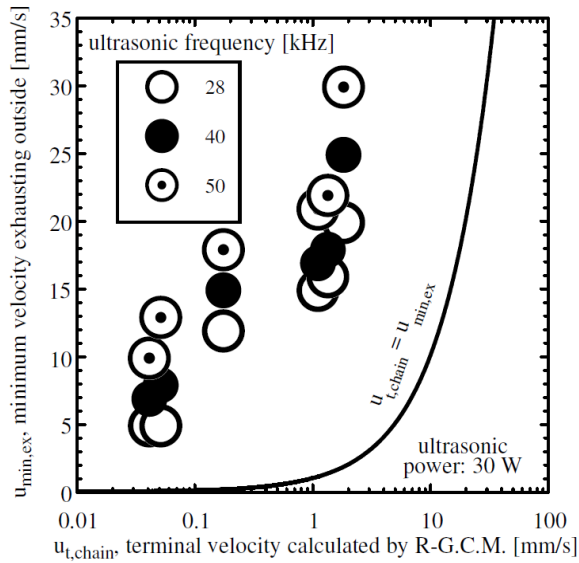 35
30
25
20
15
10
5
0
u_min,ex, minimum velocity exhausting outside [mm/s]
ultrasonic frequency [kHz]
28
40
50
u_t,chain = u_min,ex
ultrasonic
power: 30 W
0.01 0.1 1 10 100
u_t,chain, terminal velocity calculated by R-G.C.M. [mm/s]